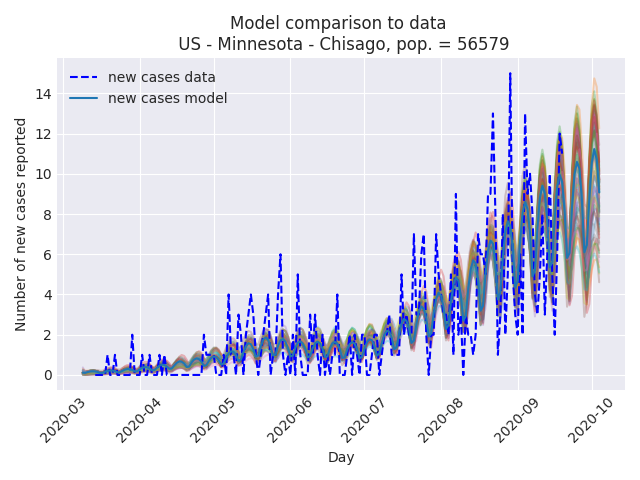 Model comparison to data
US - Minnesota - Chisago, pop. = 56579
new cases data
new cases model
Number of new cases reported
14
12
10
8
6
4
2
0
2020-03
2020-04
2020-05
2020-06
2020-07
2020-08
2020-09
2020-10
Day